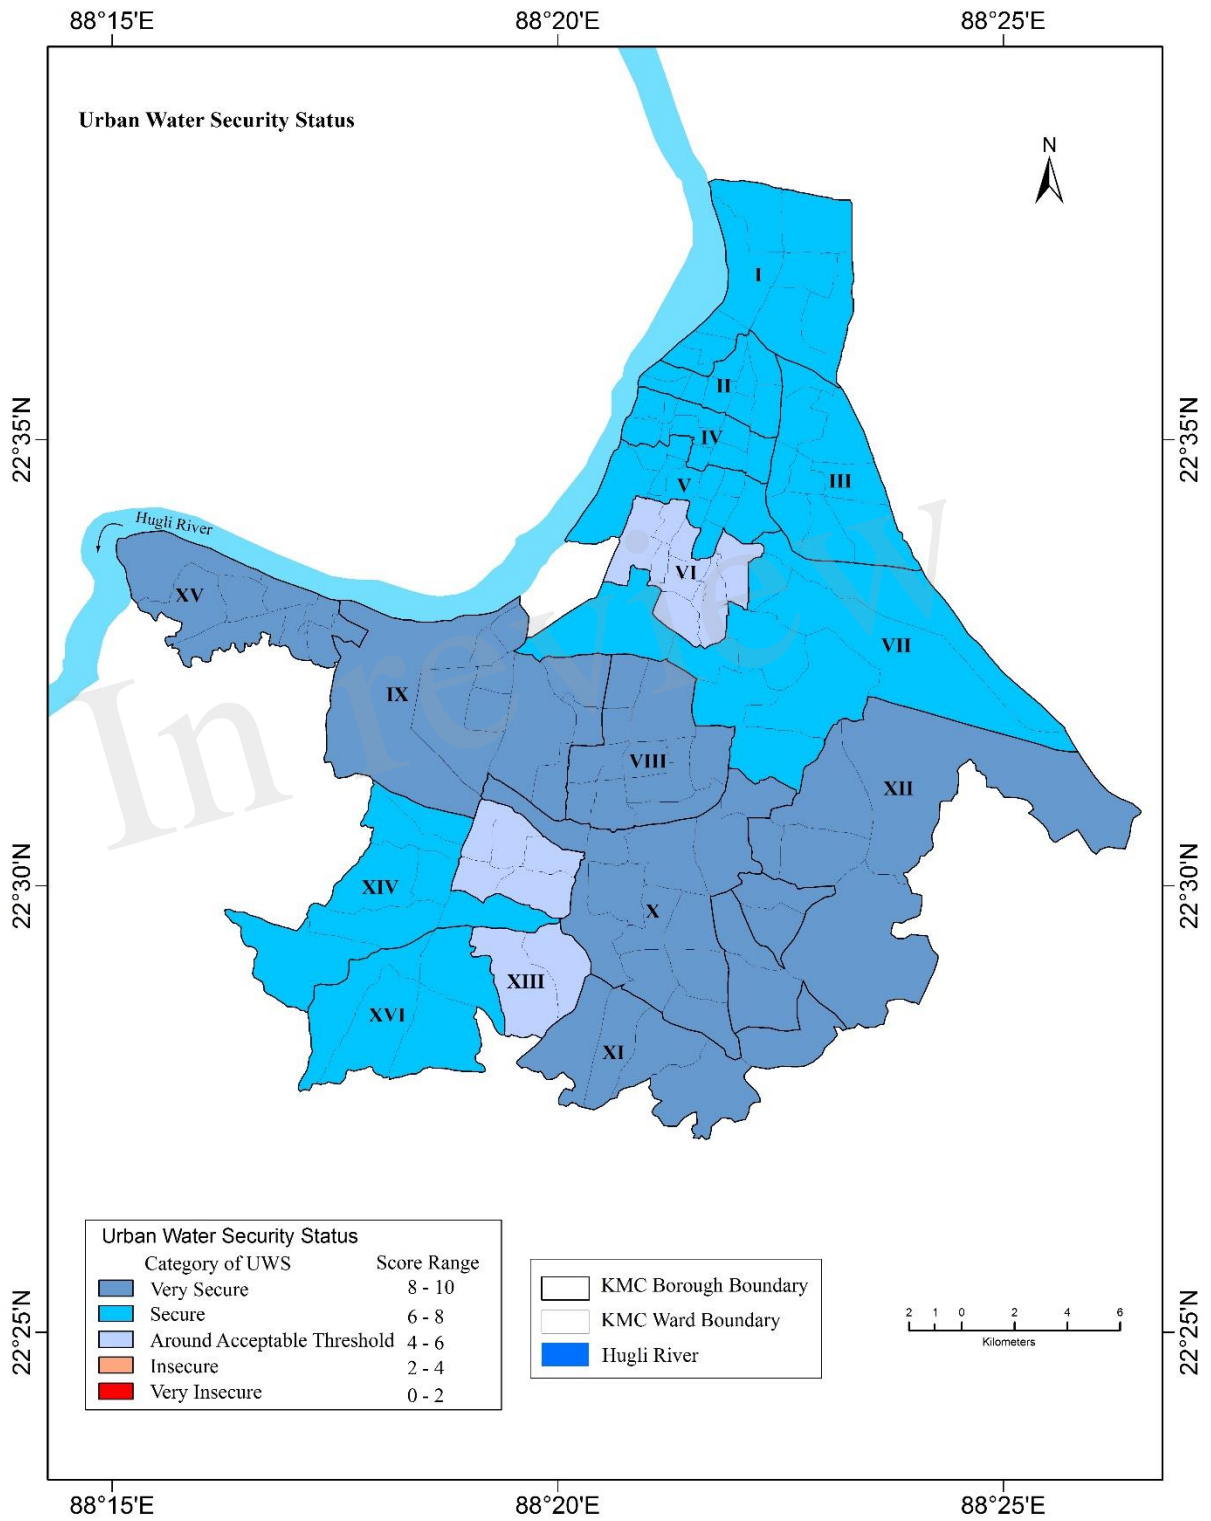 88°15'E 88°20'E 88°25'E
Urban Water Security Status
N
I
II
22°35'N 22°35'N
IV
III
V
Hugli River
VI
XV
VII
IX
VIII
XII
In review
22°30'N 22°30'N
XIV
X
XIII
XVI
XI
Urban Water Security Status
Category of UWS Score Range
Very Secure 8 - 10
Secure 6 - 8
Around Acceptable Threshold 4 - 6
Insecure 2 - 4
Very Insecure 0 - 2
KMC Borough Boundary
KMC Ward Boundary
Hugli River
2 1 0 2 4 6
Kilometers
22°25'N 22°25'N
88°15'E 88°20'E 88°25'E